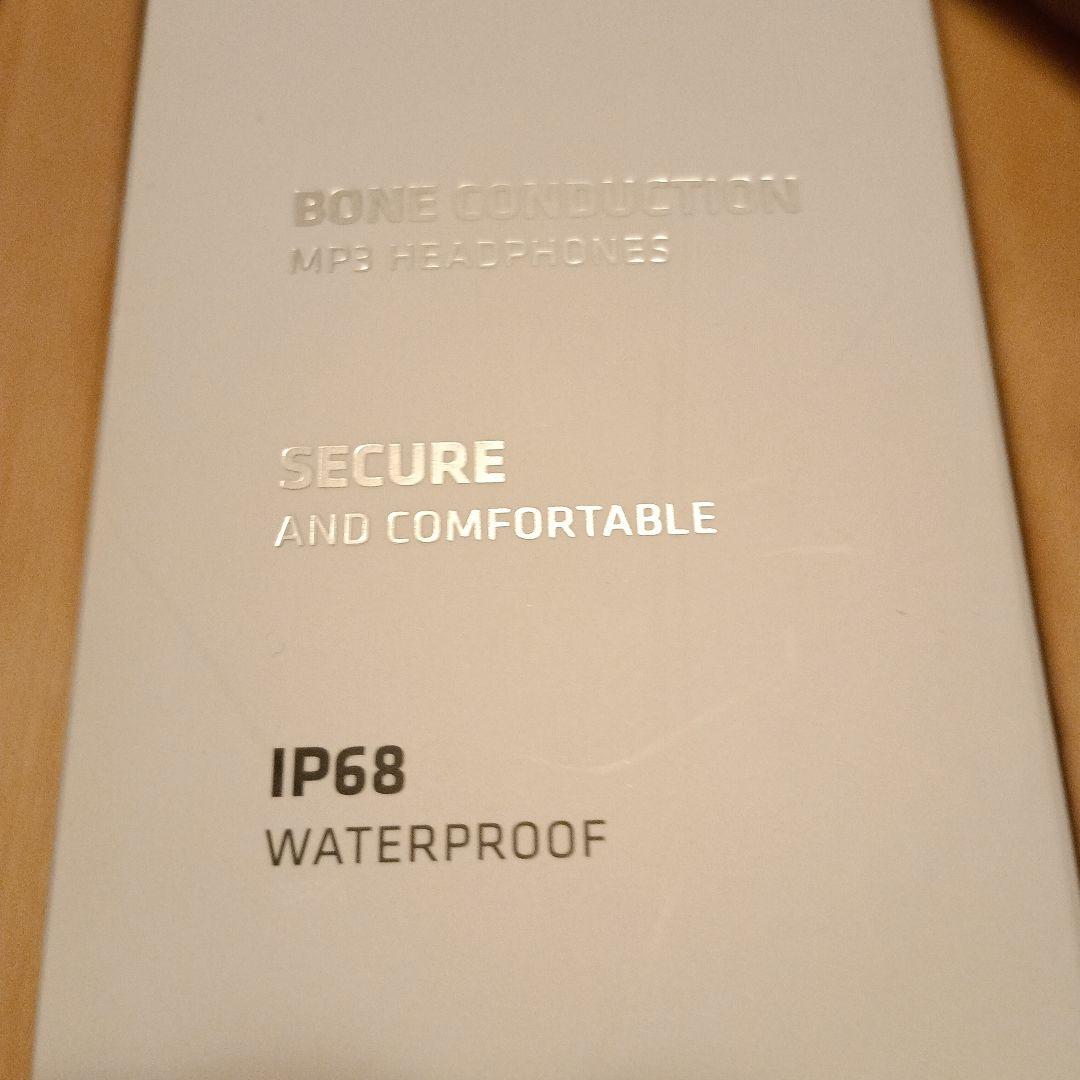 BONE CONDUCTION
MP3 HEADPHONES
SECURE
AND COMFORTABLE
IP68
WATERPROOF